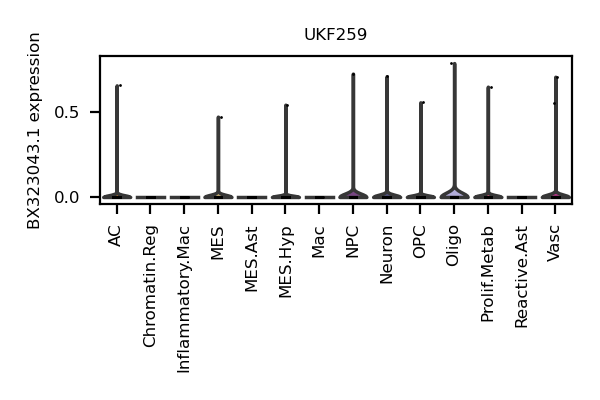 UKF259
BX323043.1 expression
0.5
0.0
AC
Chromatin.Reg
Inflammatory.Mac
MES
MES.Ast
MES.Hyp
Mac
NPC
Neuron
OPC
Oligo
Prolif.Metab
Reactive.Ast
Vasc